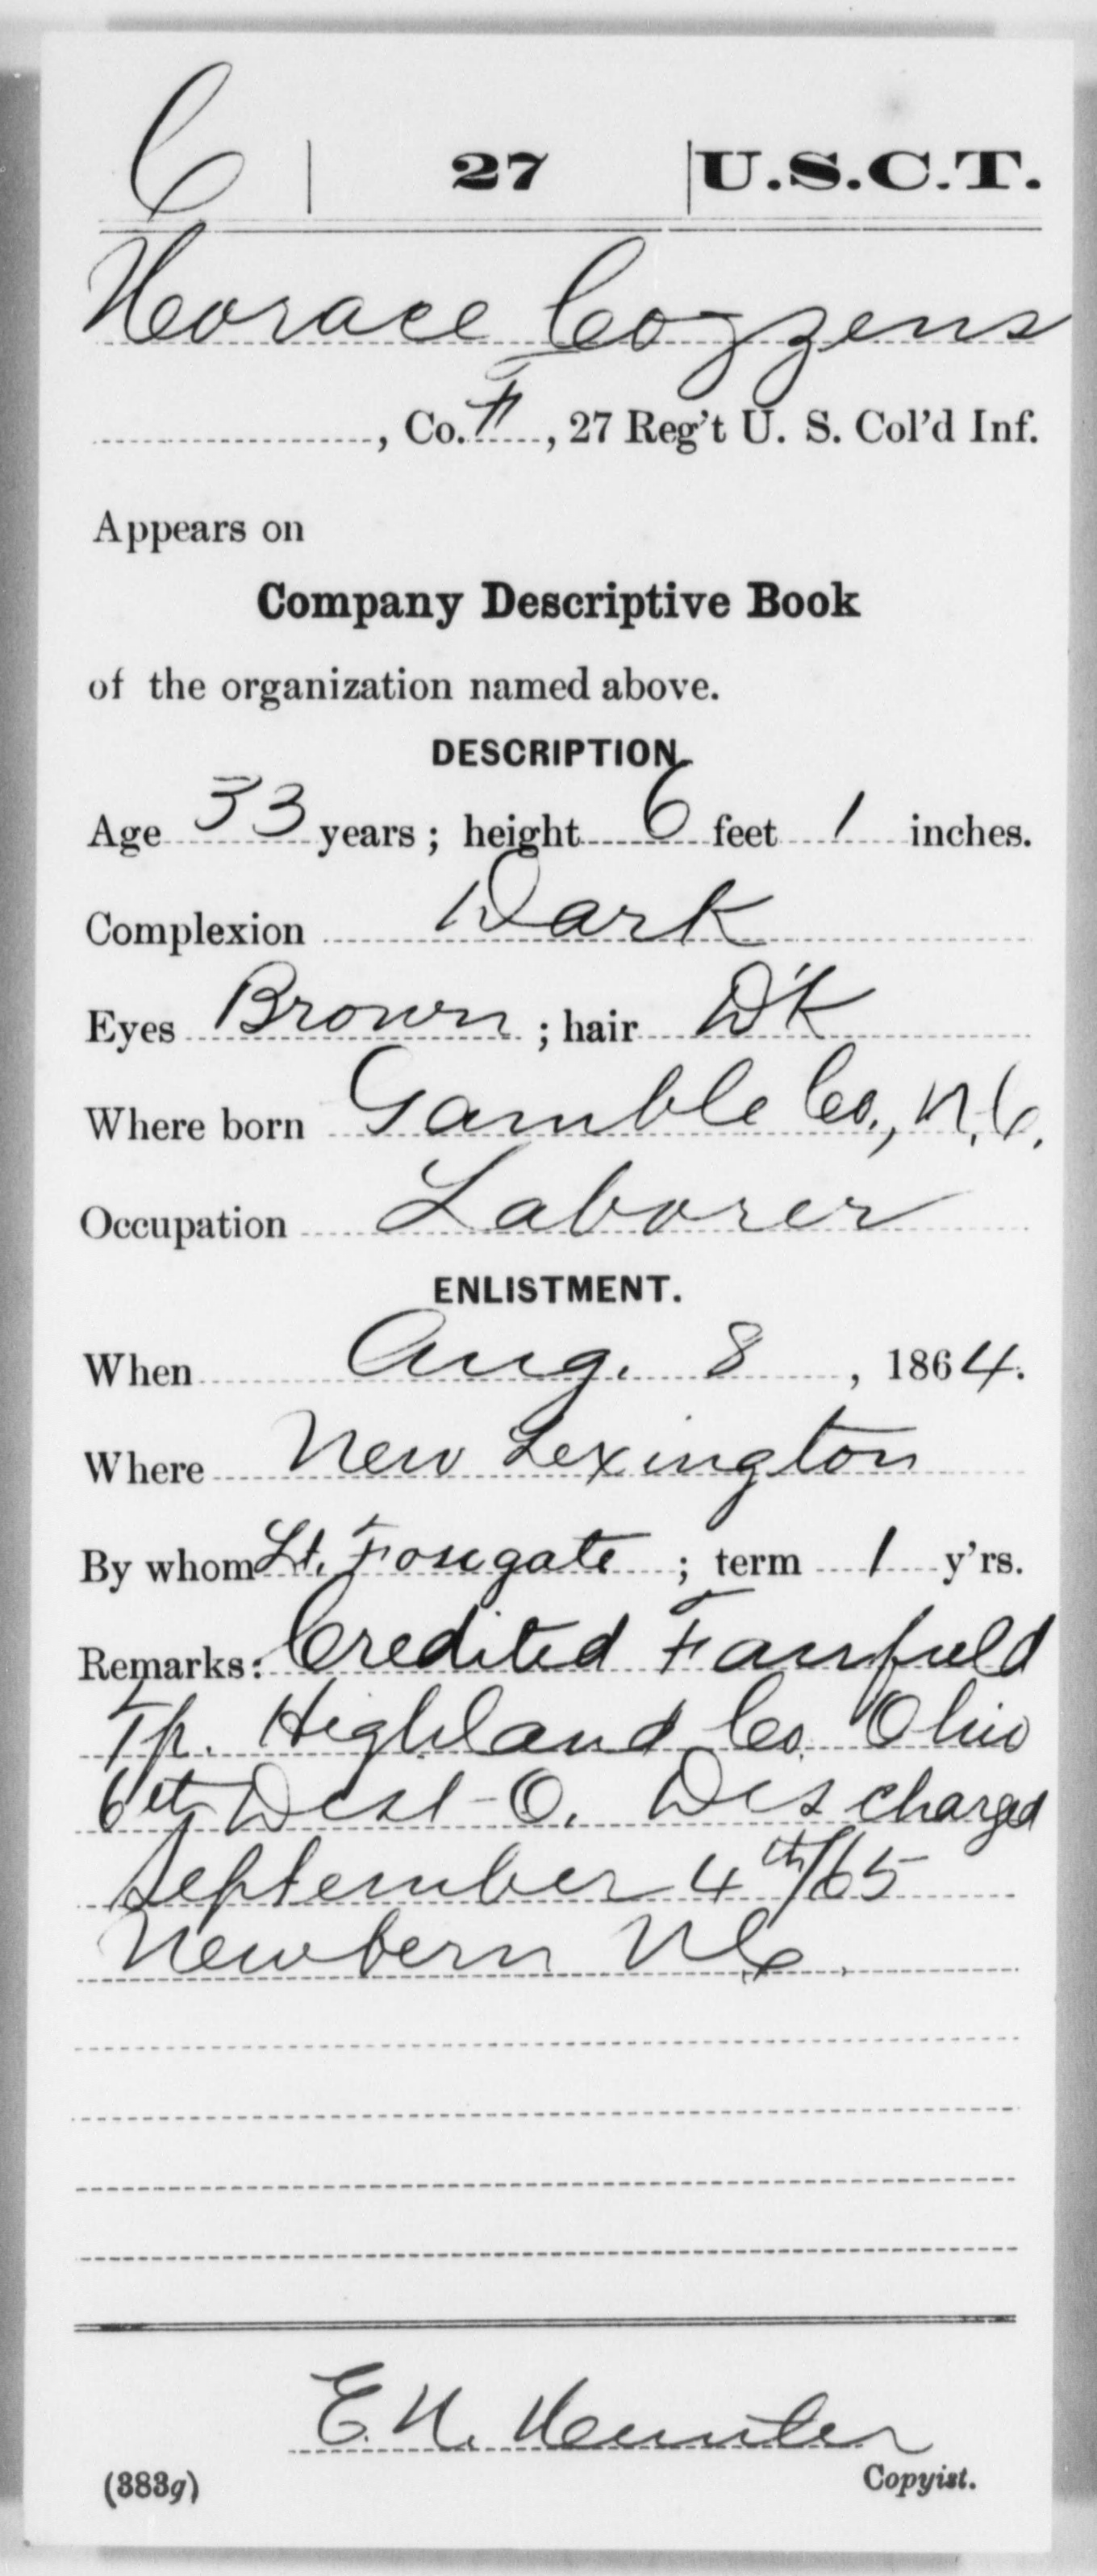 C | 27 | U.S.C.T.
Horace Cozzens
, Co. F, 27 Reg't U. S. Col'd Inf.
Appears on
Company Descriptive Book
of the organization named above.
DESCRIPTION.
Age 33 years; height 6 feet 1 inches.
Complexion Dark
Eyes Brown; hair D'k
Where born Gamble Co., N.C.
Occupation Laborer
ENLISTMENT.
When Aug. 8, 1864.
Where New Lexington
By whom Lt. Fosegate; term 1 y'rs.
Remarks: Credited Fairfield
Tp. Highland Co. Ohio
6th Dist O. Discharged
September 4th/65
Newbern N.C.
E. N.
Copyist.
(383g)